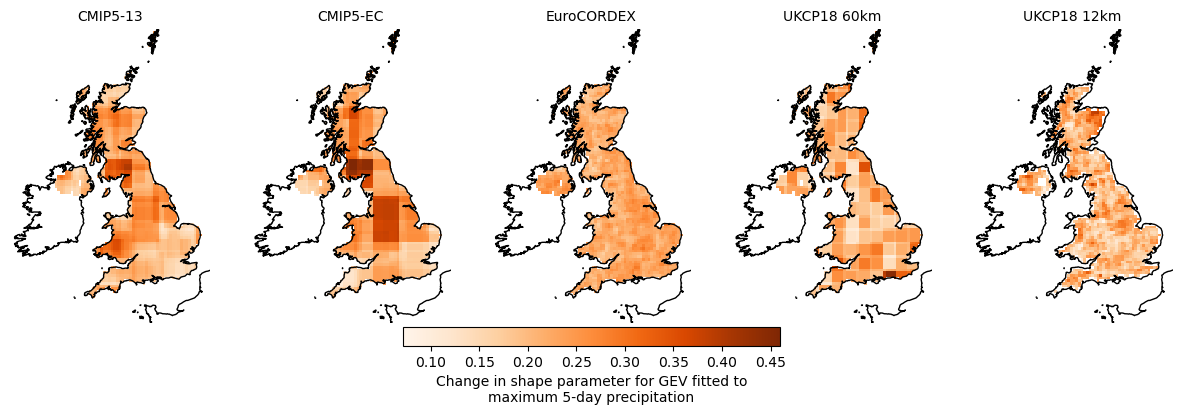 CMIP5-13
CMIP5-EC
EuroCORDEX
UKCP18 60km
UKCP18 12km
0.10 0.15 0.20 0.25 0.30 0.35 0.40 0.45
Change in shape parameter for GEV fitted to
maximum 5-day precipitation